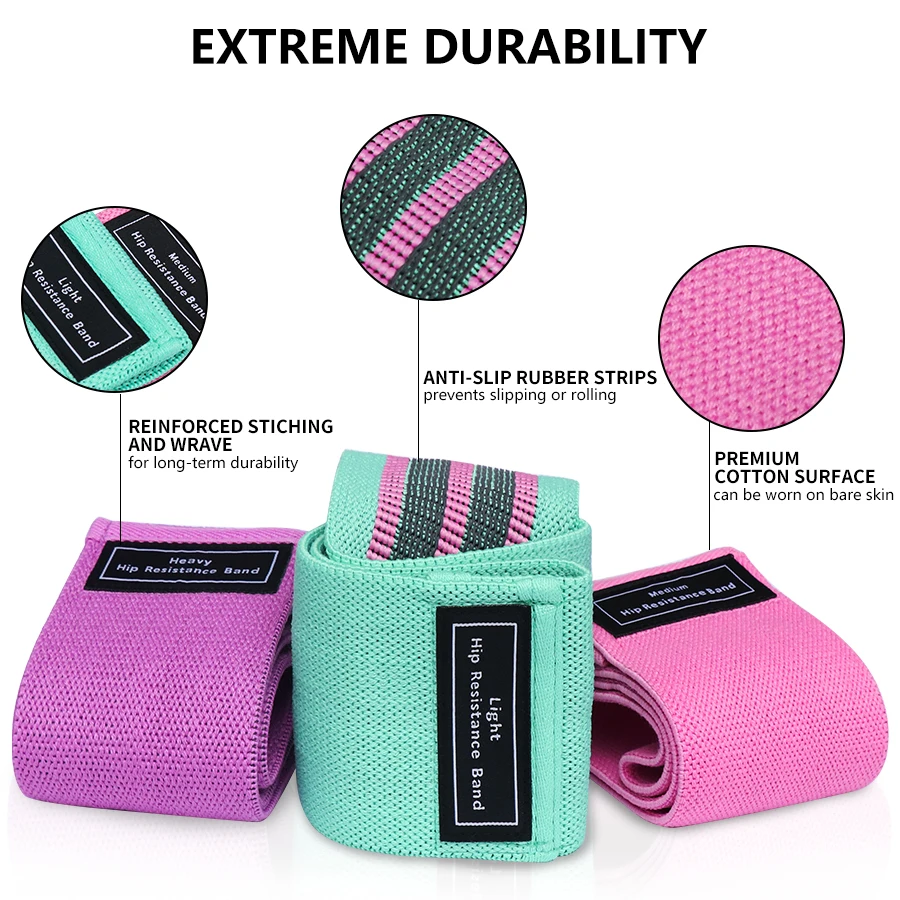 EXTREME DURABILITY
Medium
Hip Resistance Band
Light
Resistance Band
ANTI-SLIP RUBBER STRIPS
prevents slipping or rolling
REINFORCED STICHING
AND WRAVE
for long-term durability
PREMIUM
COTTON SURFACE
can be worn on bare skin
Heavy
Hip Resistance Band
Light
Hip Resistance Band
Medium
Hip Resistance Band